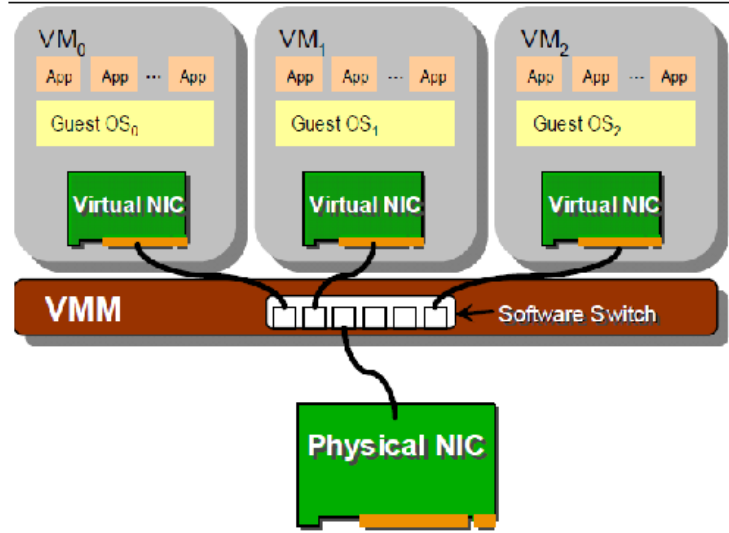 VM₀ VM₁ VM₂
App App ... App App App ... App App App ... App
Guest OS₀ Guest OS₁ Guest OS₂
Virtual NIC Virtual NIC Virtual NIC
VMM Software Switch
Physical NIC